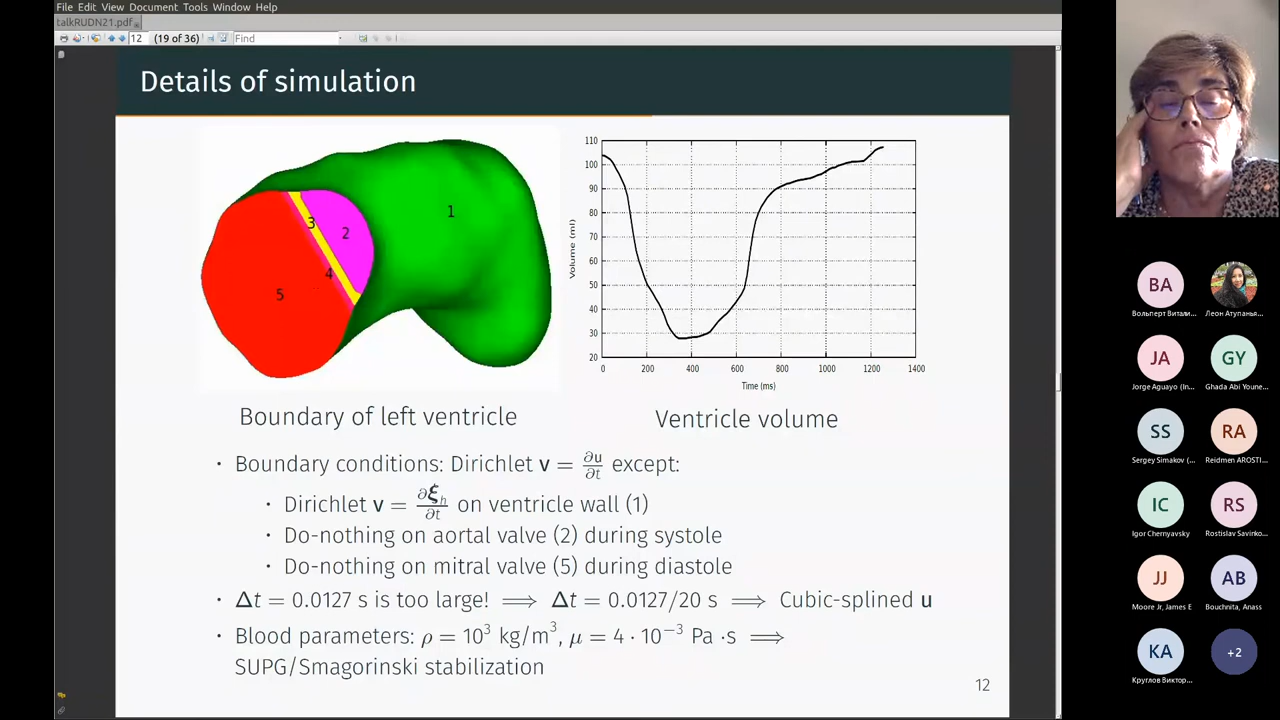 File Edit View Document Tools Window Help
talkRUDN21.pdf
12 (19 of 36) Find
Details of simulation
1
2
3
4
5
110
100
90
80
70
60
50
40
30
20
Volume (ml)
0 200 400 600 800 1000 1200 1400
Time (ms)
Boundary of left ventricle
Ventricle volume
· Boundary conditions: Dirichlet v = ∂u/∂t except:
· Dirichlet v = ∂ξh/∂t on ventricle wall (1)
· Do-nothing on aortal valve (2) during systole
· Do-nothing on mitral valve (5) during diastole
· Δt = 0.0127 s is too large! ⟹ Δt = 0.0127/20 s ⟹ Cubic-splined u
· Blood parameters: ρ = 10³ kg/m³, μ = 4 · 10⁻³ Pa ·s ⟹
SUPG/Smagorinski stabilization
12
BA
Вольперт Витали...
Леон Атупанья...
JA
Jorge Aguayo (In...
GY
Ghada Abi Youne...
SS
Sergey Simakov (...
RA
Reidmen AROSTI...
IC
Igor Chernyavsky
RS
Rostislav Savinko...
JJ
Moore Jr, James E
AB
Bouchnita, Anass
KA
Круглов Виктор...
+2